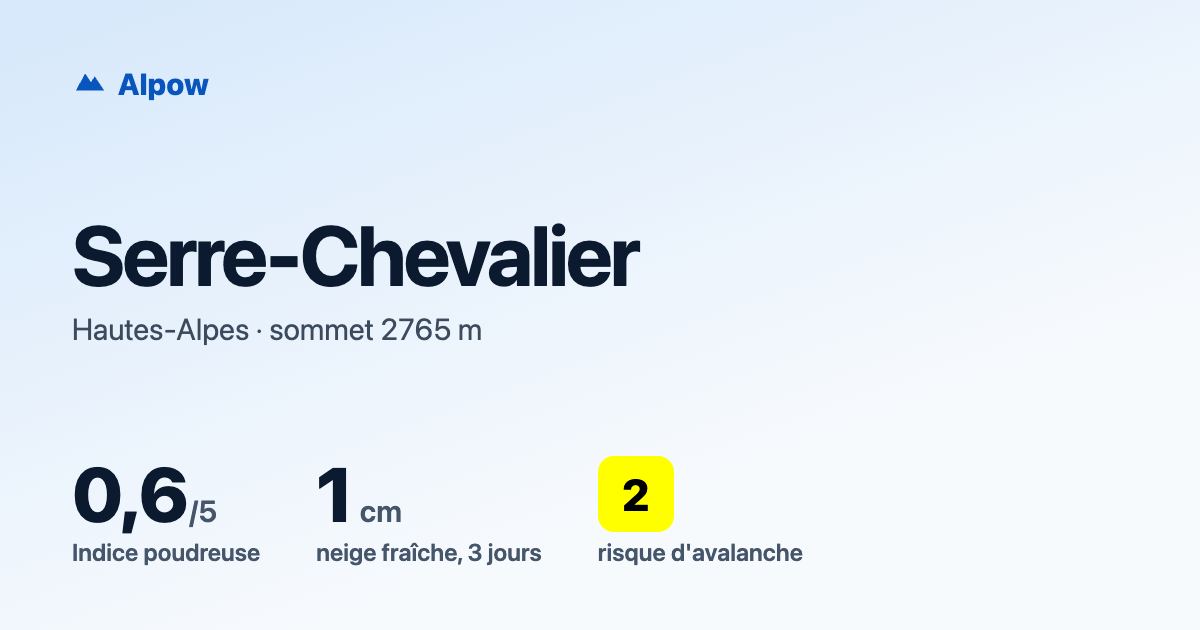 Alpow
Serre-Chevalier
Hautes-Alpes · sommet 2765 m
0,6/5
Indice poudreuse
1 cm
neige fraîche, 3 jours
2
risque d'avalanche